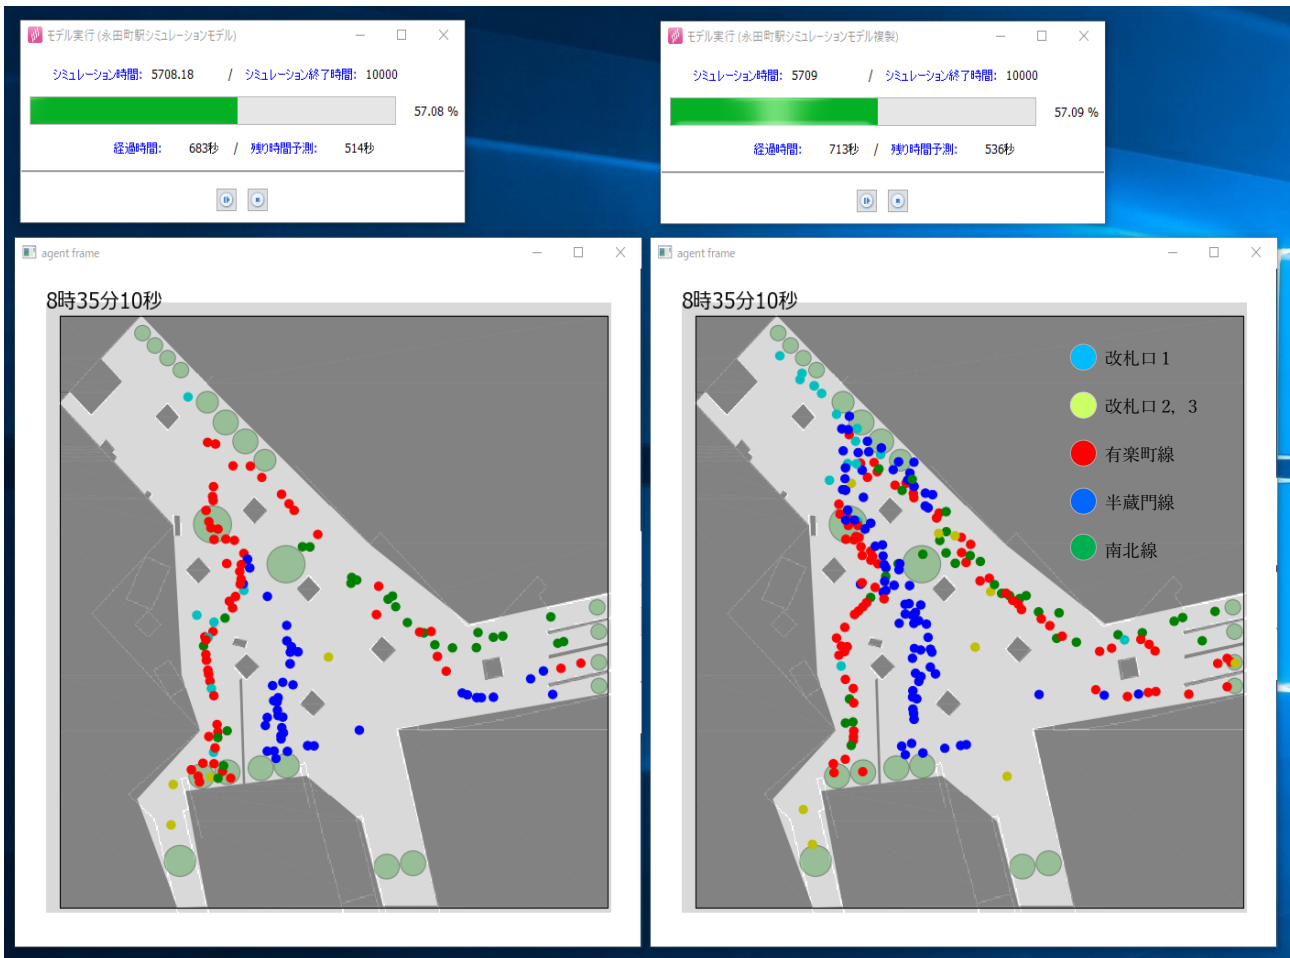 モデル実行 (永田町駅シミュレーションモデル)
シミュレーション時間: 5708.18 / シミュレーション終了時間: 10000
57.08 %
経過時間: 683秒 / 残り時間予測: 514秒
モデル実行 (永田町駅シミュレーションモデル複製)
シミュレーション時間: 5709 / シミュレーション終了時間: 10000
57.09 %
経過時間: 713秒 / 残り時間予測: 536秒
agent frame
8時35分10秒
agent frame
8時35分10秒
改札口1
改札口2，3
有楽町線
半蔵門線
南北線